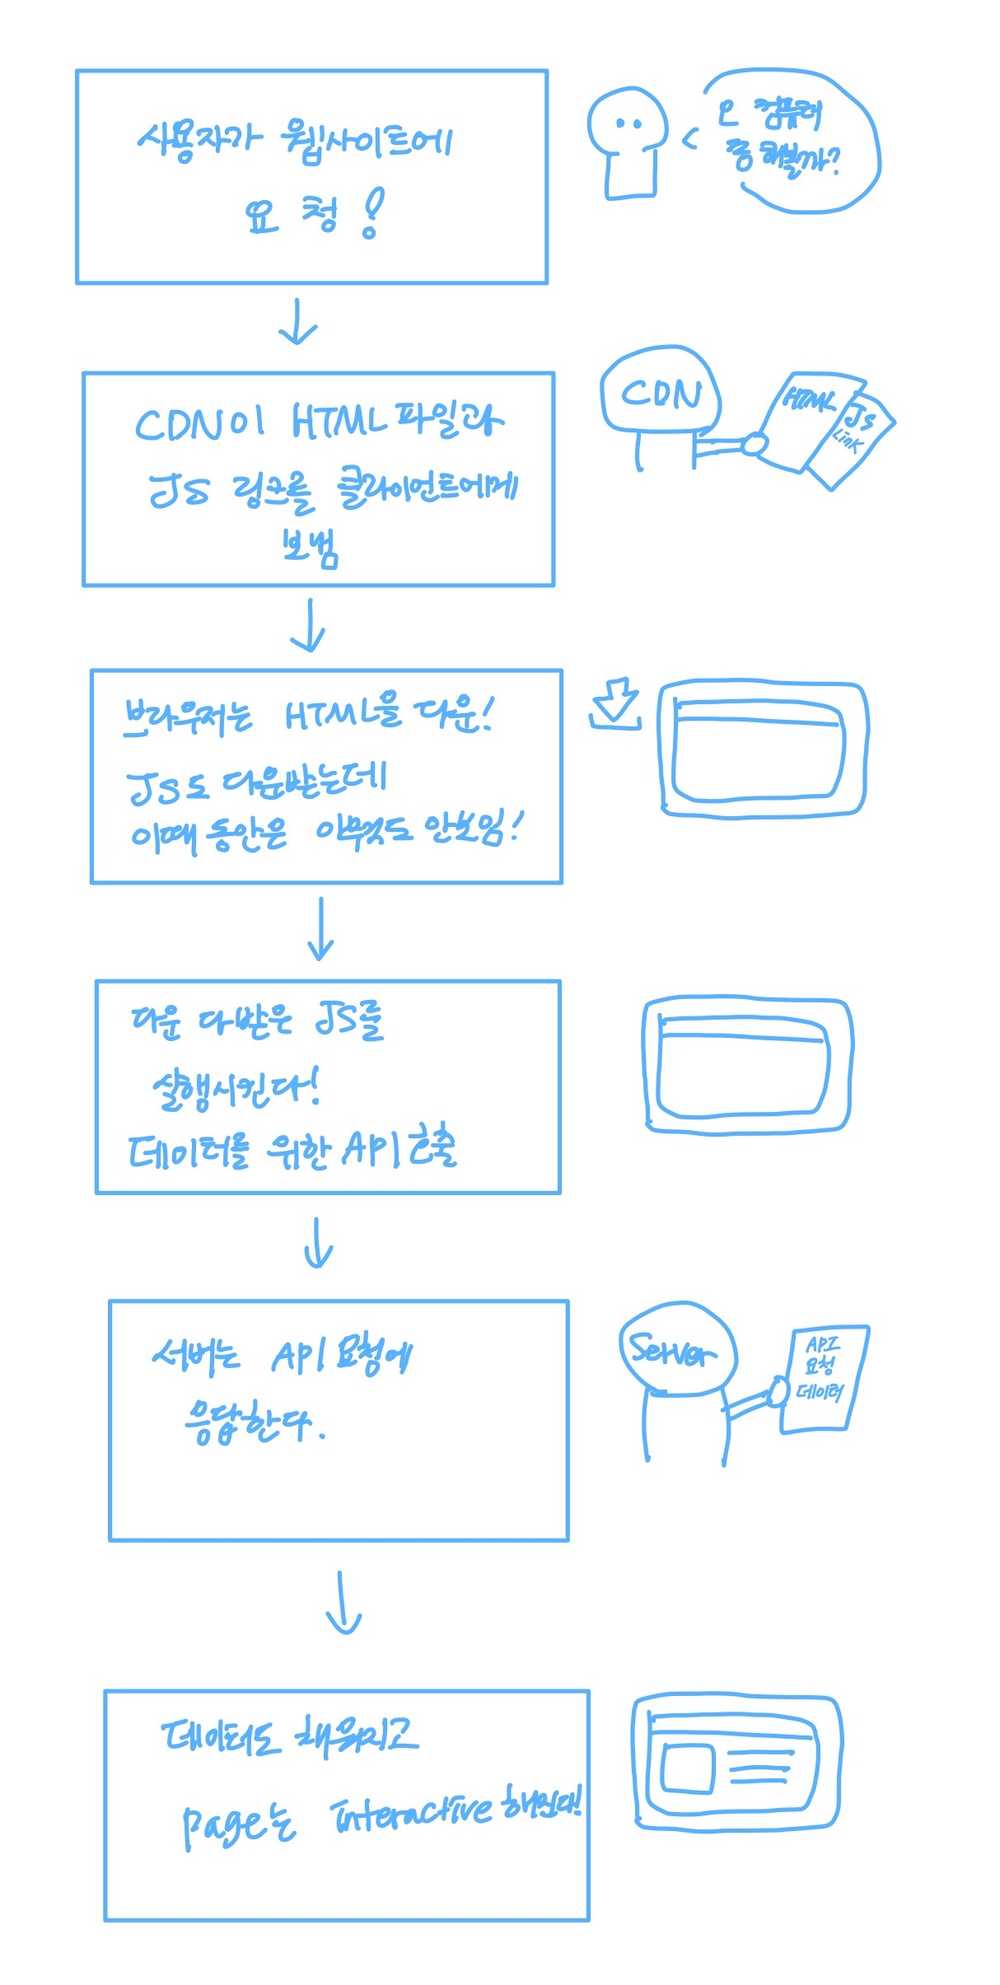 사용자가 웹사이트에
요청!
오 컴퓨터
좀 해볼까?
CDN이 HTML 파일과
JS 링크를 클라이언트에게
보냄
CDN
HTML
JS
Link
브라우저는 HTML을 다운!
JS도 다운받는데
이때 동안은 아무것도 안보임!
다운 다받은 JS를
실행시킨다!
데이터를 위한 API 호출
서버는 API 요청에
응답한다.
Server
API
요청
데이터
데이터도 채워지고
page는 Interactive 해진다!